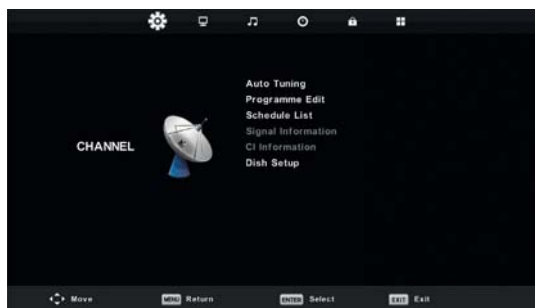 Auto Tuning
Programme Edit
Schedule List
Signal Information
CHANNEL
CI Information
Dish Setup
Move MENU Return ENTER Select EXIT Exit